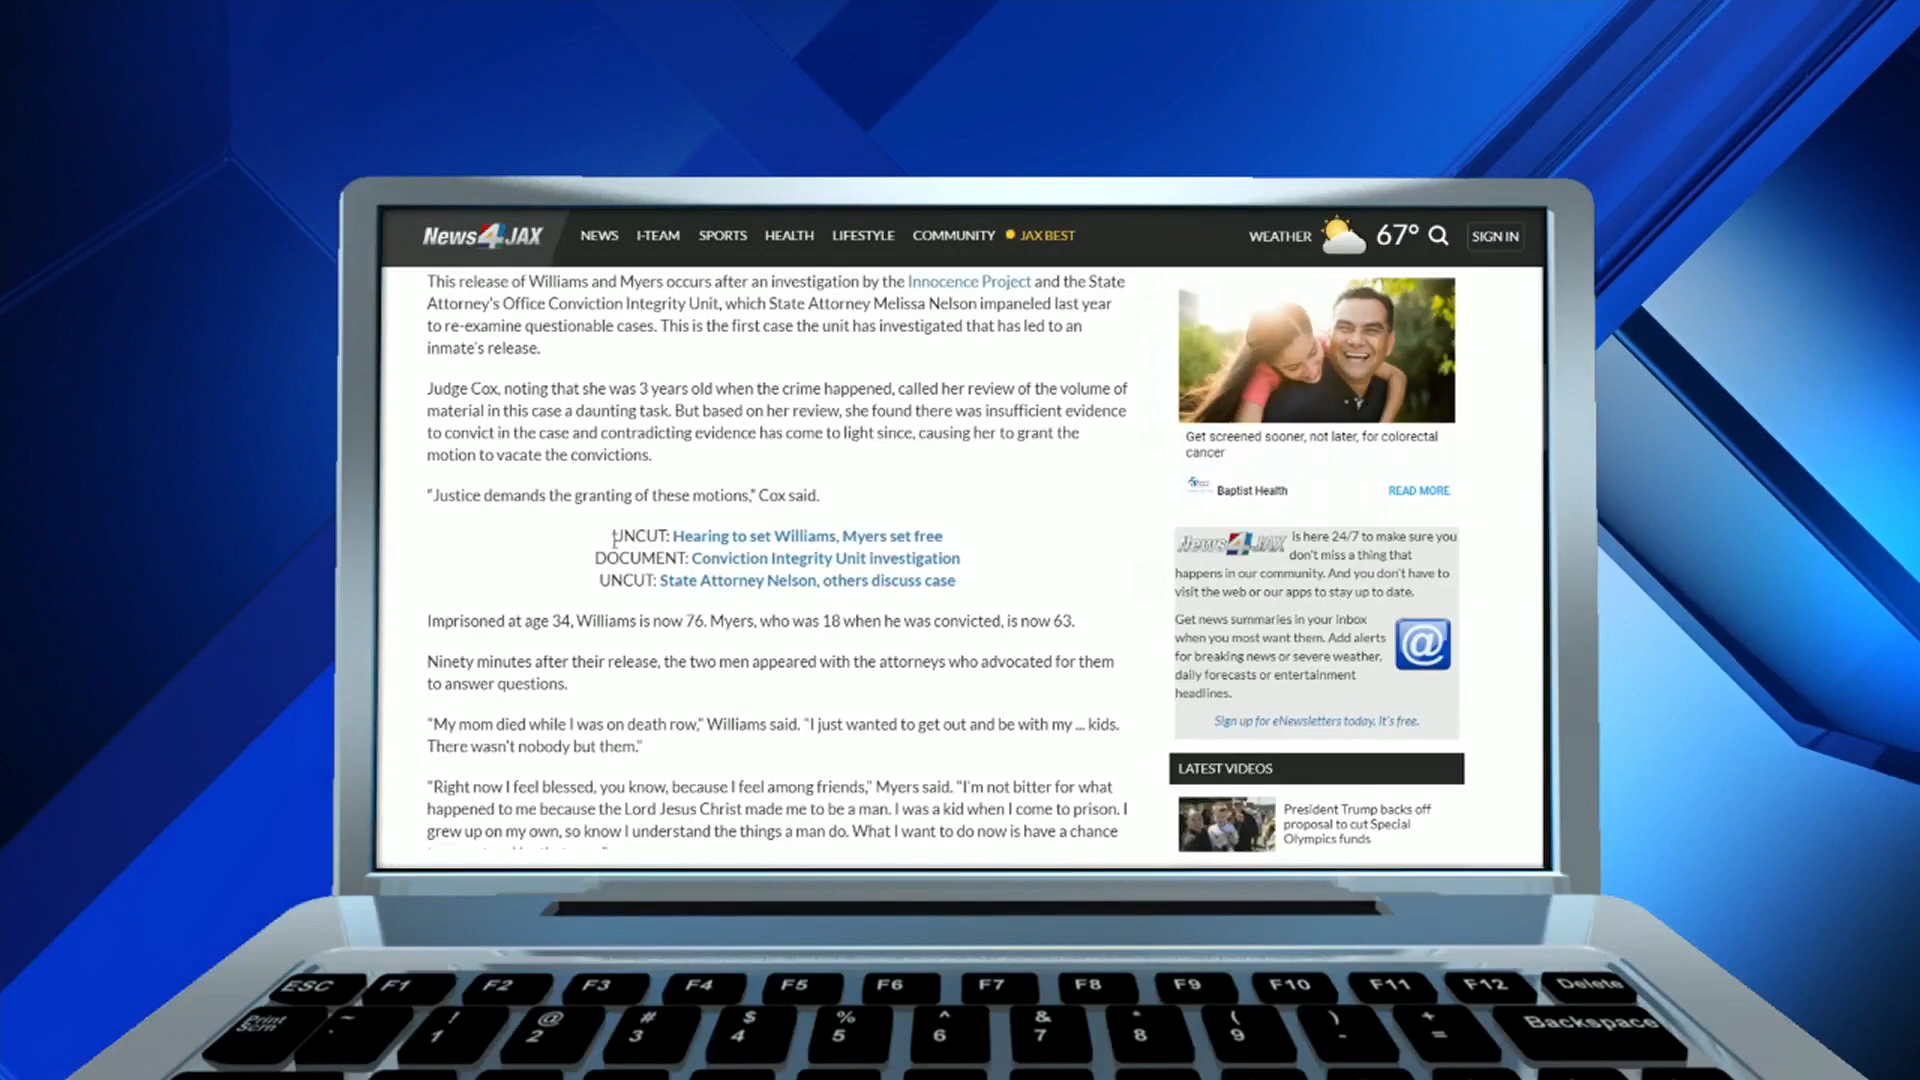 News4JAX NEWS I-TEAM SPORTS HEALTH LIFESTYLE COMMUNITY JAX BEST WEATHER 67° SIGN IN
This release of Williams and Myers occurs after an investigation by the Innocence Project and the State
Attorney's Office Conviction Integrity Unit, which State Attorney Melissa Nelson impaneled last year
to re-examine questionable cases. This is the first case the unit has investigated that has led to an
inmate's release.
Judge Cox, noting that she was 3 years old when the crime happened, called her review of the volume of
material in this case a daunting task. But based on her review, she found there was insufficient evidence
to convict in the case and contradicting evidence has come to light since, causing her to grant the
motion to vacate the convictions.
"Justice demands the granting of these motions," Cox said.
UNCUT: Hearing to set Williams, Myers set free
DOCUMENT: Conviction Integrity Unit investigation
UNCUT: State Attorney Nelson, others discuss case
Imprisoned at age 34, Williams is now 76. Myers, who was 18 when he was convicted, is now 63.
Ninety minutes after their release, the two men appeared with the attorneys who advocated for them
to answer questions.
"My mom died while I was on death row," Williams said. "I just wanted to get out and be with my ... kids.
There wasn't nobody but them."
"Right now I feel blessed, you know, because I feel among friends," Myers said. "I'm not bitter for what
happened to me because the Lord Jesus Christ made me to be a man. I was a kid when I come to prison. I
grew up on my own, so know I understand the things a man do. What I want to do now is have a chance
Get screened sooner, not later, for colorectal
cancer
Baptist Health READ MORE
News4JAX is here 24/7 to make sure you
don't miss a thing that
happens in our community. And you don't have to
visit the web or our apps to stay up to date.
Get news summaries in your inbox
when you most want them. Add alerts
for breaking news or severe weather,
daily forecasts or entertainment
headlines.
@
Sign up for eNewsletters today. It's free.
LATEST VIDEOS
President Trump backs off
proposal to cut Special
Olympics funds
ESC F1 F2 F3 F4 F5 F6 F7 F8 F9 F10 F11 F12 Delete
Print
Scrn
~ ! @ # $ % ^ & * ( ) + Backspace
` 1 2 3 4 5 6 7 8 9 - =